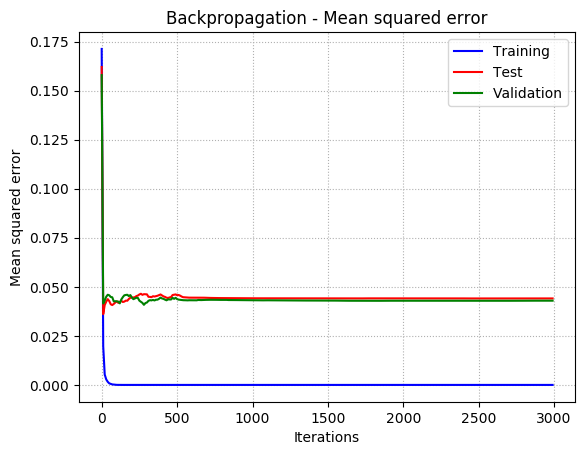 Backpropagation - Mean squared error
Training
Test
Validation
0.175
0.150
0.125
0.100
0.075
0.050
0.025
0.000
Mean squared error
0 500 1000 1500 2000 2500 3000
Iterations